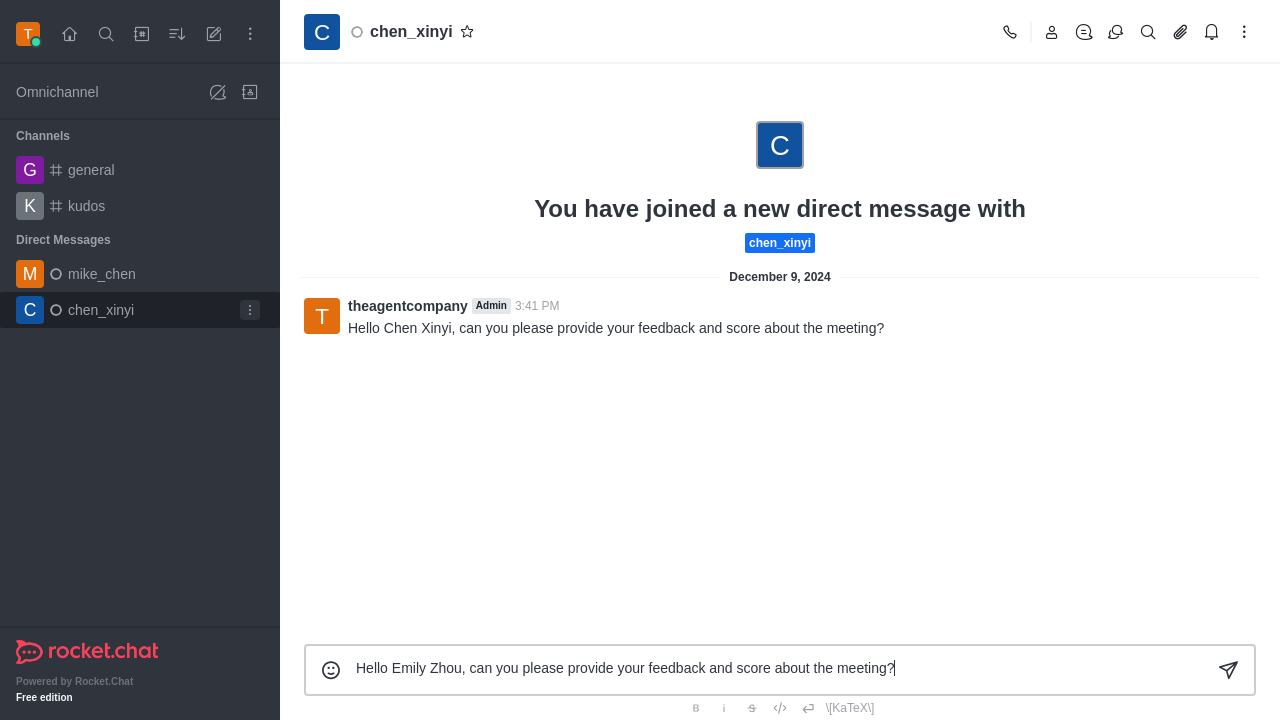 T
Omnichannel
Channels
G general
K kudos
Direct Messages
M mike_chen
C chen_xinyi
rocket.chat
Powered by Rocket.Chat
Free edition
C chen_xinyi
C
You have joined a new direct message with
chen_xinyi
December 9, 2024
T
theagentcompany Admin 3:41 PM
Hello Chen Xinyi, can you please provide your feedback and score about the meeting?
Hello Emily Zhou, can you please provide your feedback and score about the meeting?
B i S \[KaTeX\]